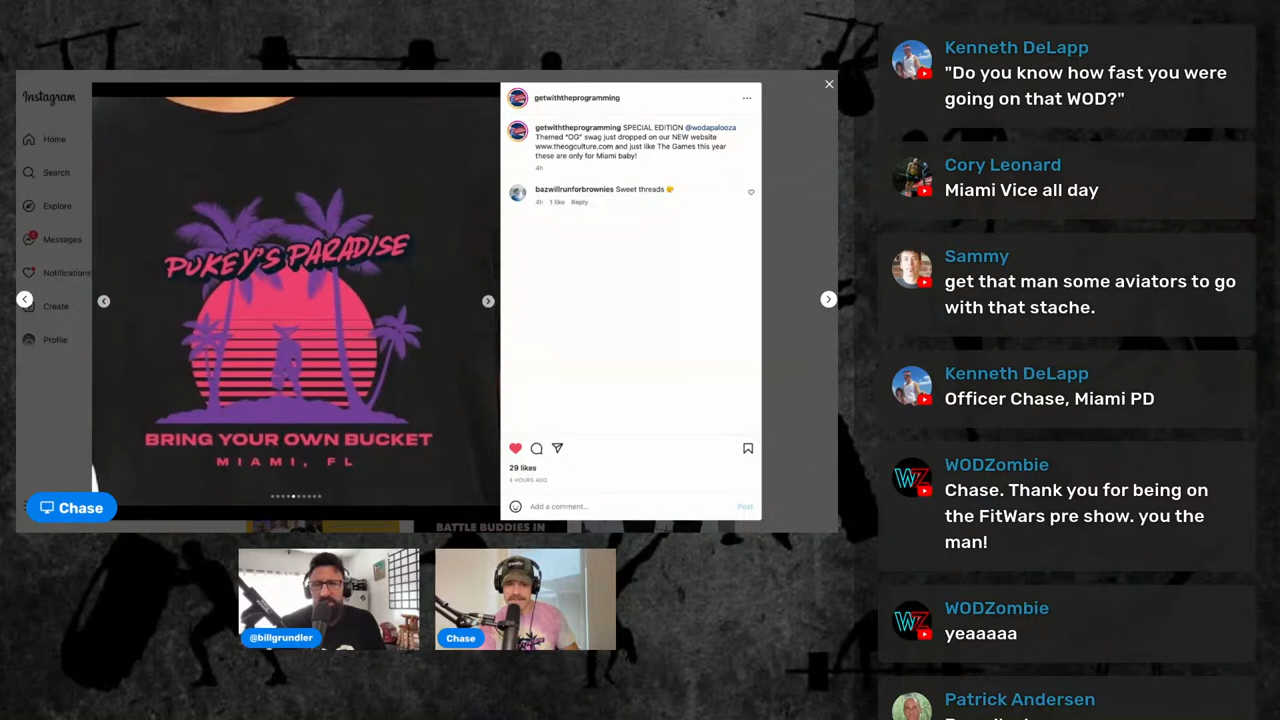 Instagram
Home
Search
Explore
Messages
Notifications
Create
Profile
PUKEY'S PARADISE
BRING YOUR OWN BUCKET
MIAMI, FL
getwiththeprogramming
getwiththeprogramming SPECIAL EDITION @wodapalooza
Themed "OG" swag just dropped on our NEW website
www.theogculture.com and just like The Games this year
these are only for Miami baby!
4h
bazwillrunforbrownies Sweet threads
4h 1 like Reply
29 likes
4 HOURS AGO
Add a comment...
Post
BATTLE BUDDIES IN
Chase
@billgrundler
Chase
Kenneth DeLapp
"Do you know how fast you were
going on that WOD?"
Cory Leonard
Miami Vice all day
Sammy
get that man some aviators to go
with that stache.
Kenneth DeLapp
Officer Chase, Miami PD
WODZombie
Chase. Thank you for being on
the FitWars pre show. you the
man!
WODZombie
yeaaaaa
Patrick Andersen